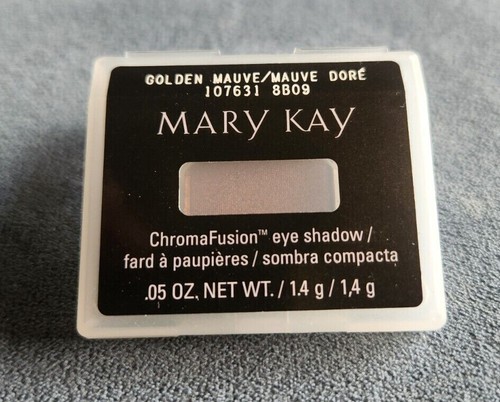 GOLDEN MAUVE/MAUVE DORÉ
107631 8B09
MARY KAY
ChromaFusion™ eye shadow /
fard à paupières / sombra compacta
.05 OZ. NET WT. / 1.4 g / 1,4 g